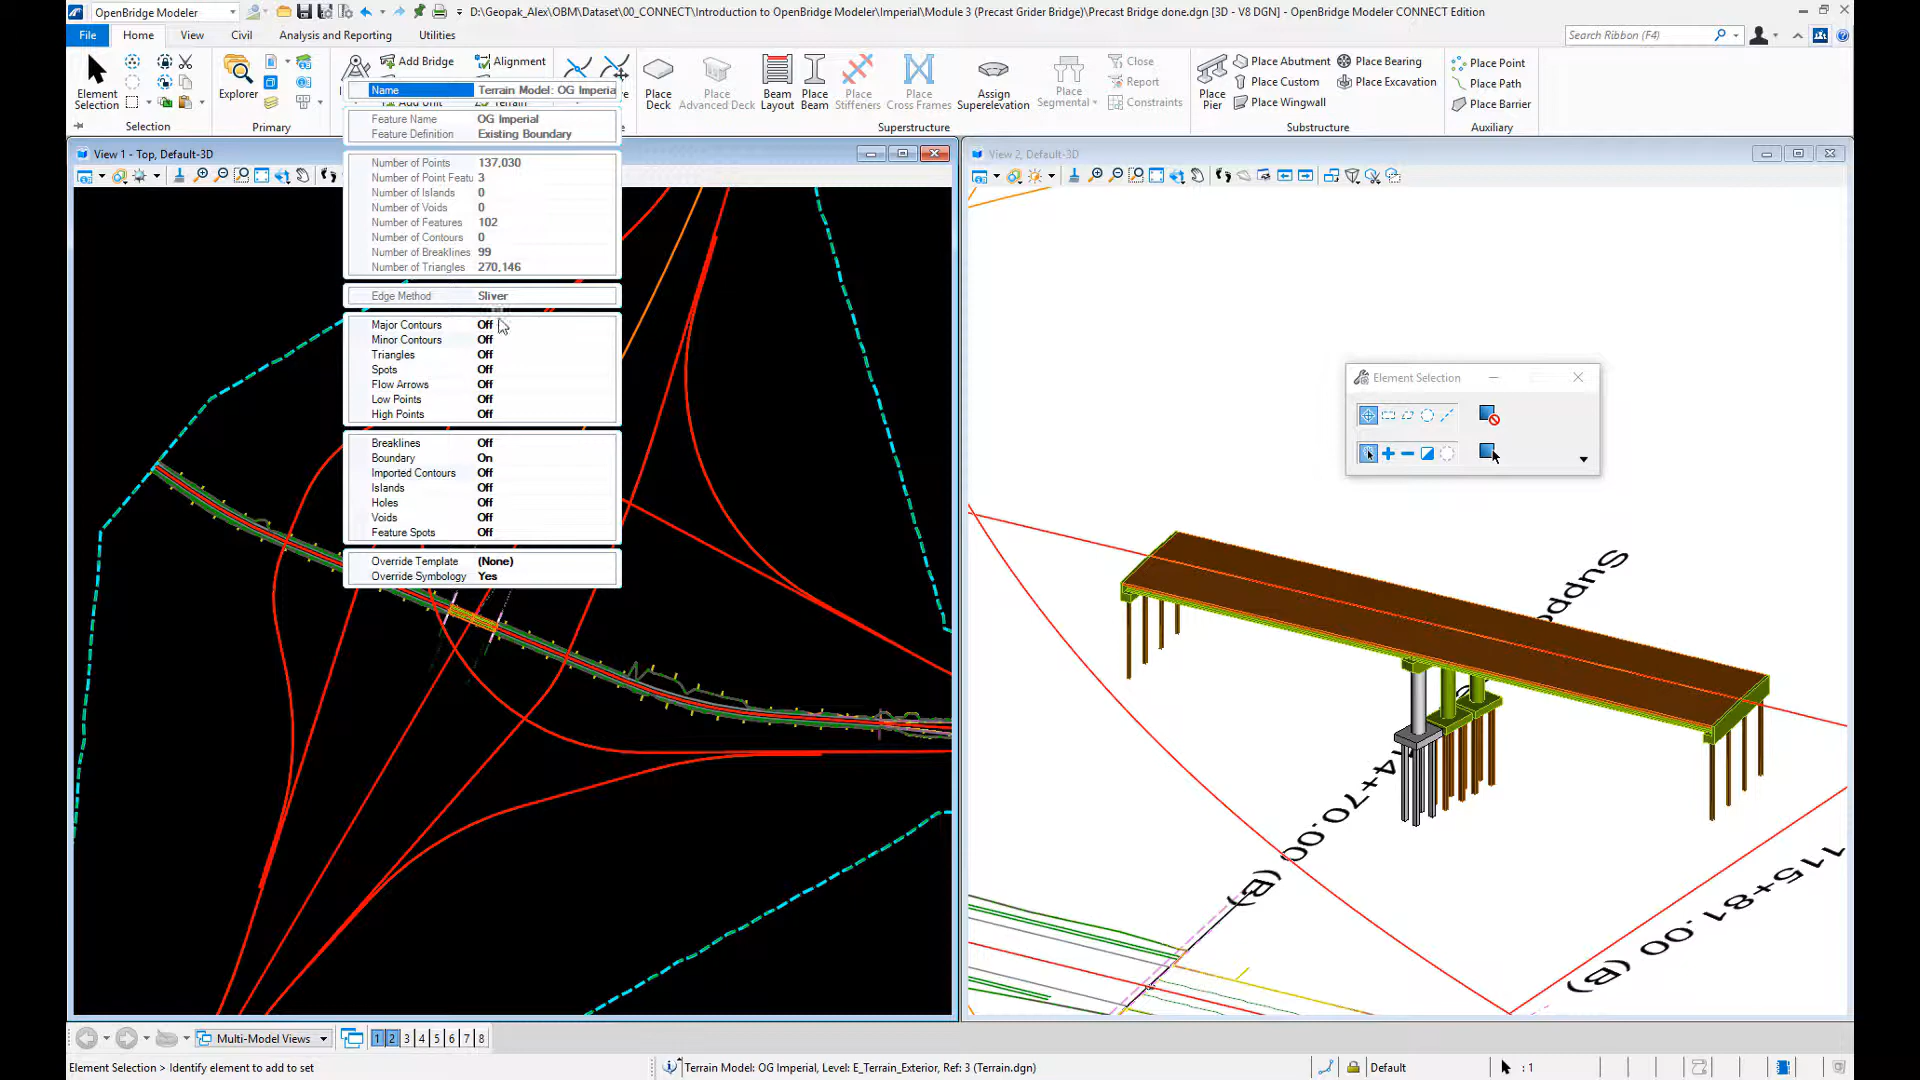 OpenBridge Modeler
D:\Geopak_Alex\OBM\Dataset\00_CONNECT\Introduction to OpenBridge Modeler\Imperial\Module 3 (Precast Grider Bridge)\Precast Bridge done.dgn [3D - V8 DGN] - OpenBridge Modeler CONNECT Edition
File Home View Civil Analysis and Reporting Utilities
Search Ribbon (F4)
Element Selection
Selection
Explorer
Primary
Add Bridge
Alignment
Place Deck
Place Advanced Deck
Beam Layout
Place Beam
Place Stiffeners
Place Cross Frames
Assign Superelevation
Place Segmental
Close
Report
Constraints
Superstructure
Place Pier
Place Abutment
Place Custom
Place Wingwall
Place Bearing
Place Excavation
Substructure
Place Point
Place Path
Place Barrier
Auxiliary
Name Terrain Model: OG Imperia
Feature Name OG Imperial
Feature Definition Existing Boundary
Number of Points 137,030
Number of Point Featu 3
Number of Islands 0
Number of Voids 0
Number of Features 102
Number of Contours 0
Number of Breaklines 99
Number of Triangles 270,146
Edge Method Sliver
Major Contours Off
Minor Contours Off
Triangles Off
Spots Off
Flow Arrows Off
Low Points Off
High Points Off
Breaklines Off
Boundary On
Imported Contours Off
Islands Off
Holes Off
Voids Off
Feature Spots Off
Override Template (None)
Override Symbology Yes
View 1 - Top, Default-3D
View 2, Default-3D
Element Selection
Supp
4+70.00 (B)
115+81.00 (B)
Multi-Model Views
1 2 3 4 5 6 7 8
Element Selection > Identify element to add to set
Terrain Model: OG Imperial, Level: E_Terrain_Exterior, Ref: 3 (Terrain.dgn)
Default
: 1